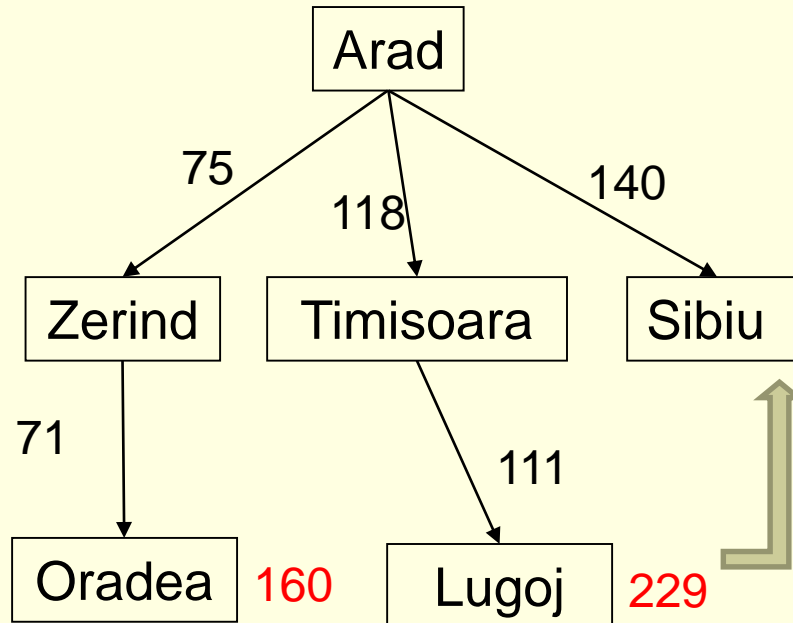 Arad
75
118
140
Zerind
Timisoara
Sibiu
71
111
Oradea
160
Lugoj
229